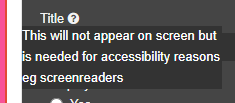 Title ?
This will not appear on screen but
is needed for accessibility reasons
eg screenreaders
Yes